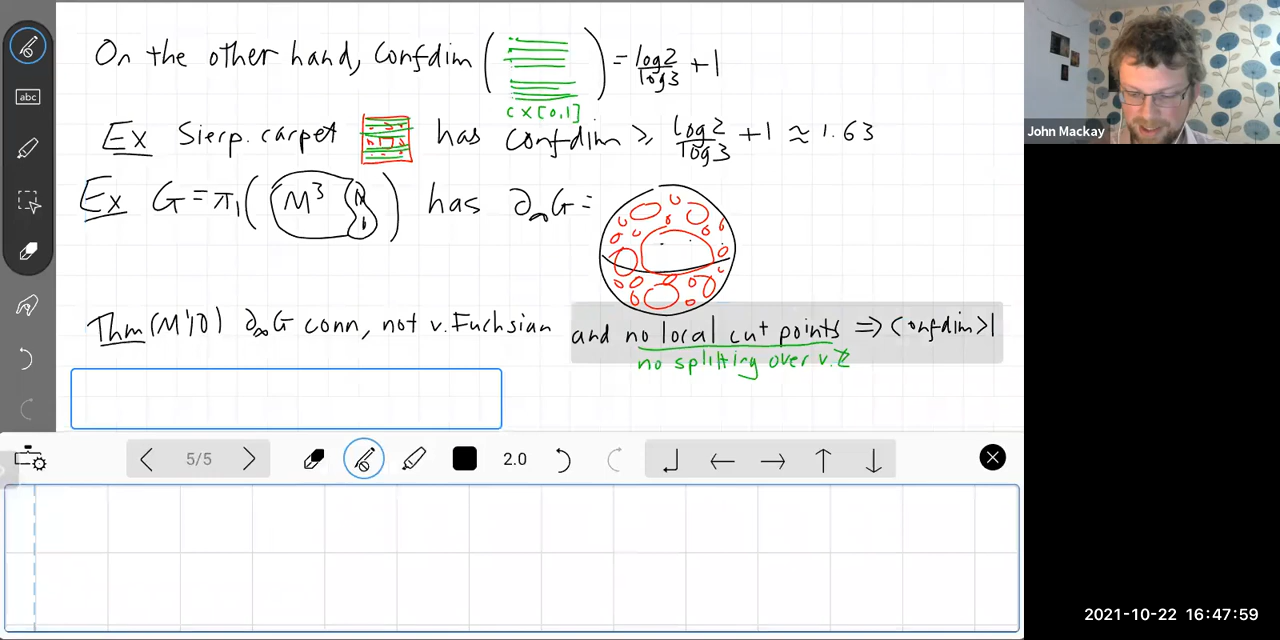 On the other hand, Confdim ( ) = log2/log3 + 1
C × [0,1]
Ex Sierp. carpet has confdim ≥ log2/log3 + 1 ≈ 1.63
Ex G = π₁( M³ ) has ∂∞G =
Thm (M'10) ∂∞G conn, not v. Fuchsian and no local cut points ⇒ Confdim > 1
no splitting over v. ℤ
abc
5/5
2.0
John Mackay
2021-10-22 16:47:59